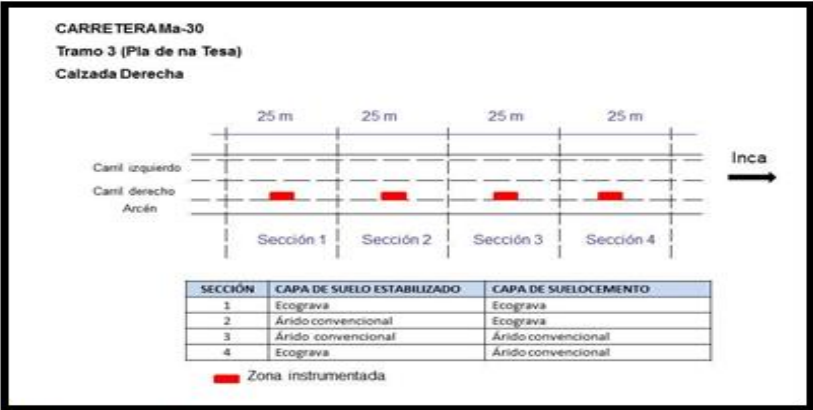 CARRETERA Ma-30
Tramo 3 (Pla de na Tesa)
Calzada Derecha
25 m 25 m 25 m 25 m
Inca
Carril izquierdo
Carril derecho
Arcén
Sección 1 Sección 2 Sección 3 Sección 4
SECCIÓN CAPA DE SUELO ESTABILIZADO CAPA DE SUELOCEMENTO
1 Ecograva Ecograva
2 Árido convencional Ecograva
3 Árido convencional Árido convencional
4 Ecograva Árido convencional
Zona instrumentada